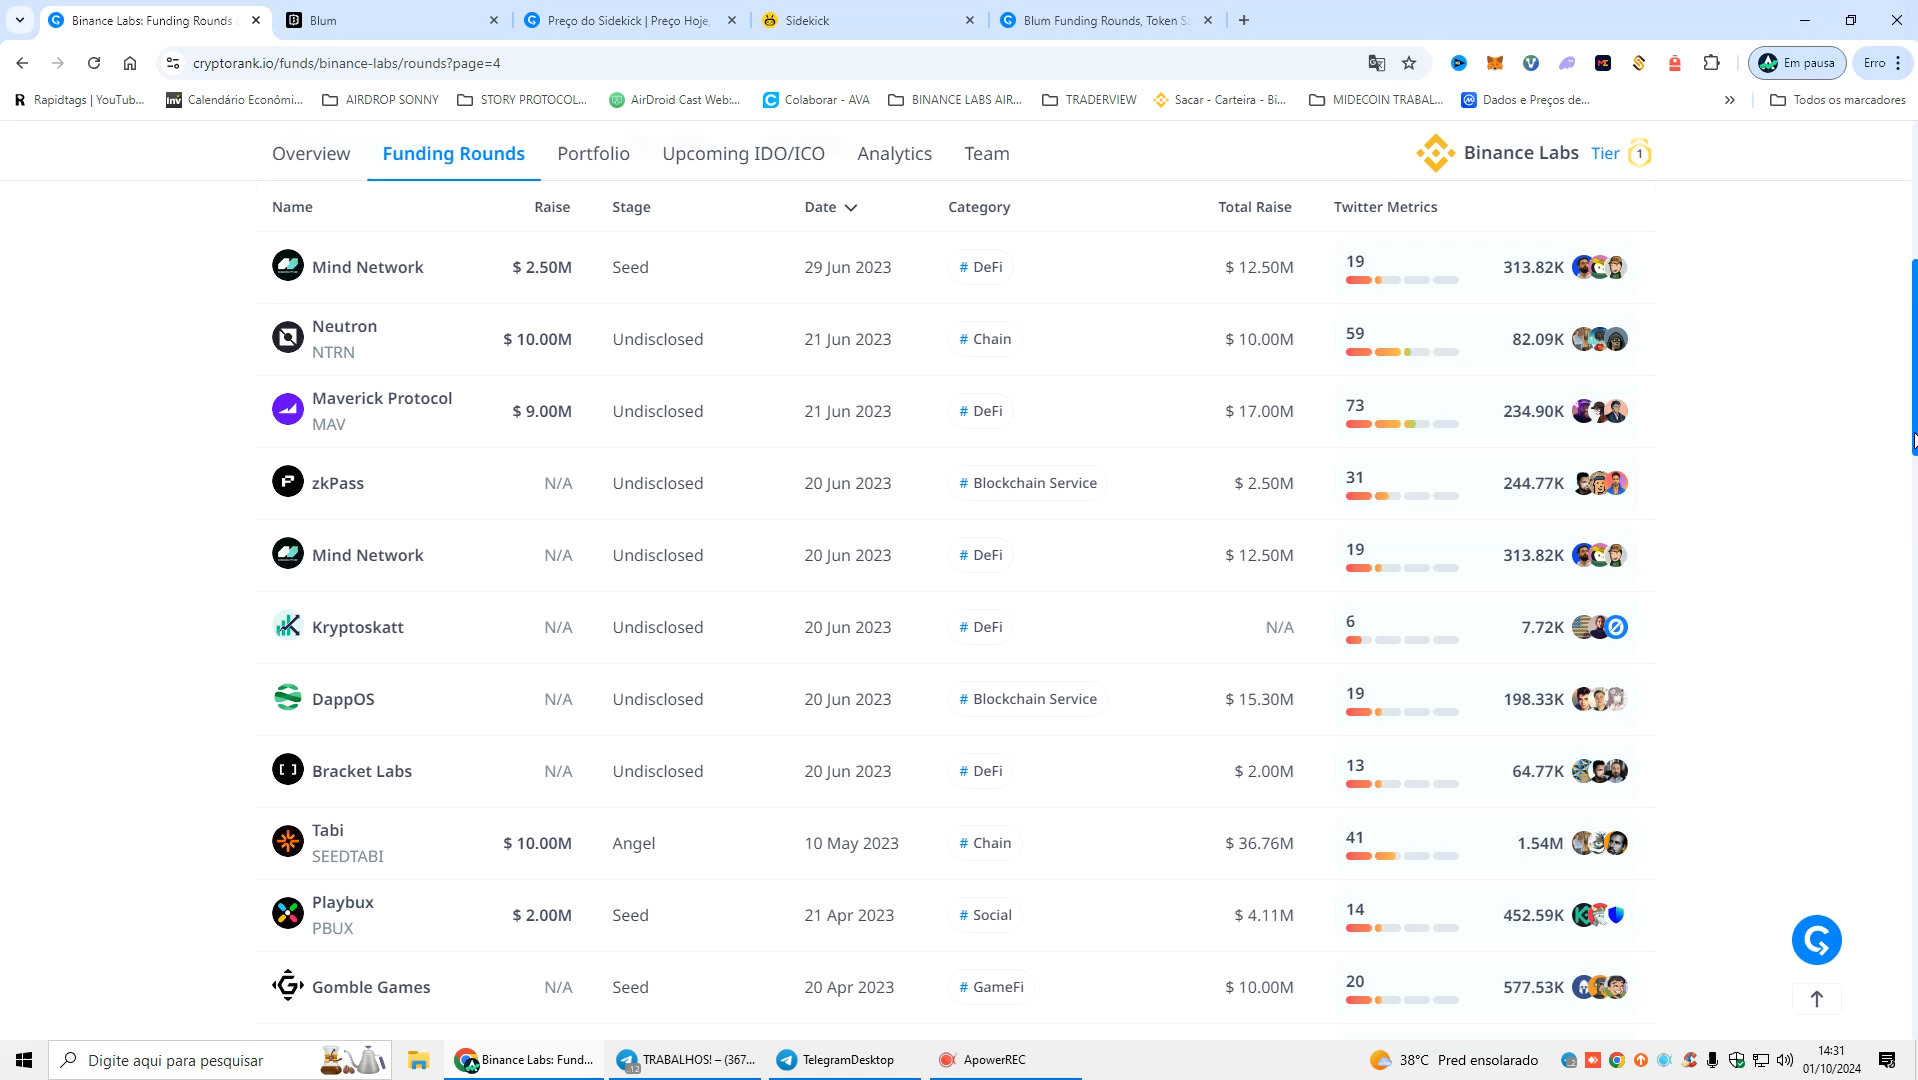 Binance Labs: Funding Rounds
Blum
Preço do Sidekick | Preço Hoje,
Sidekick
Blum Funding Rounds, Token S
cryptorank.io/funds/binance-labs/rounds?page=4
Em pausa
Erro
Rapidtags | YouTub...
Calendário Econômi...
AIRDROP SONNY
STORY PROTOCOL...
AirDroid Cast Web:...
Colaborar - AVA
BINANCE LABS AIR...
TRADERVIEW
Sacar - Carteira - Bi...
MIDECOIN TRABAL...
Dados e Preços de...
Todos os marcadores
Overview
Funding Rounds
Portfolio
Upcoming IDO/ICO
Analytics
Team
Binance Labs Tier 1
Name Raise Stage Date Category Total Raise Twitter Metrics
Mind Network $ 2.50M Seed 29 Jun 2023 # DeFi $ 12.50M 19 313.82K
Neutron NTRN $ 10.00M Undisclosed 21 Jun 2023 # Chain $ 10.00M 59 82.09K
Maverick Protocol MAV $ 9.00M Undisclosed 21 Jun 2023 # DeFi $ 17.00M 73 234.90K
zkPass N/A Undisclosed 20 Jun 2023 # Blockchain Service $ 2.50M 31 244.77K
Mind Network N/A Undisclosed 20 Jun 2023 # DeFi $ 12.50M 19 313.82K
Kryptoskatt N/A Undisclosed 20 Jun 2023 # DeFi N/A 6 7.72K
DappOS N/A Undisclosed 20 Jun 2023 # Blockchain Service $ 15.30M 19 198.33K
Bracket Labs N/A Undisclosed 20 Jun 2023 # DeFi $ 2.00M 13 64.77K
Tabi SEEDTABI $ 10.00M Angel 10 May 2023 # Chain $ 36.76M 41 1.54M
Playbux PBUX $ 2.00M Seed 21 Apr 2023 # Social $ 4.11M 14 452.59K
Gomble Games N/A Seed 20 Apr 2023 # GameFi $ 10.00M 20 577.53K
Digite aqui para pesquisar
Binance Labs: Fund...
TRABALHOS! – (367...
TelegramDesktop
ApowerREC
38°C Pred ensolarado
14:31
01/10/2024